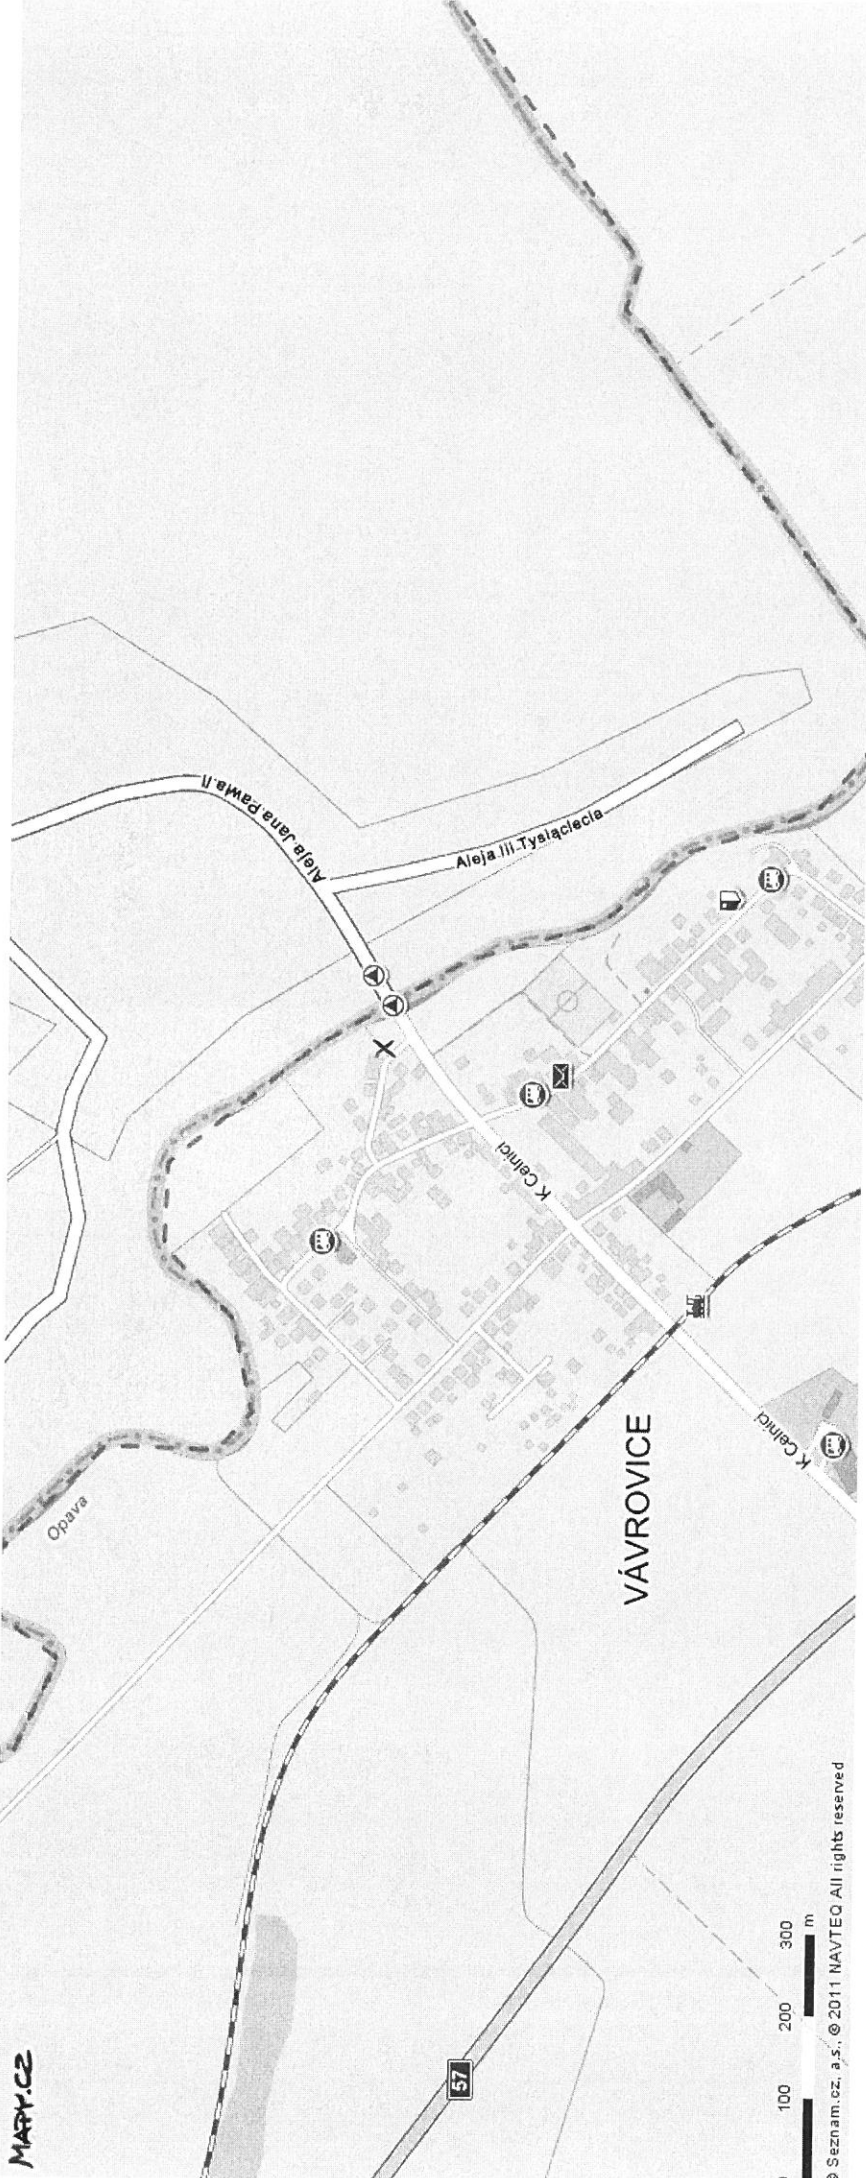 MAPY.CZ
Opava
Aleja.Jana.Pawła.II
Aleja.III.Tysiąclecia
K Celnici
K Celnici
VÁVROVICE
57
100 200 300
m
Seznam.cz, a.s., © 2011 NAVTEQ All rights reserved